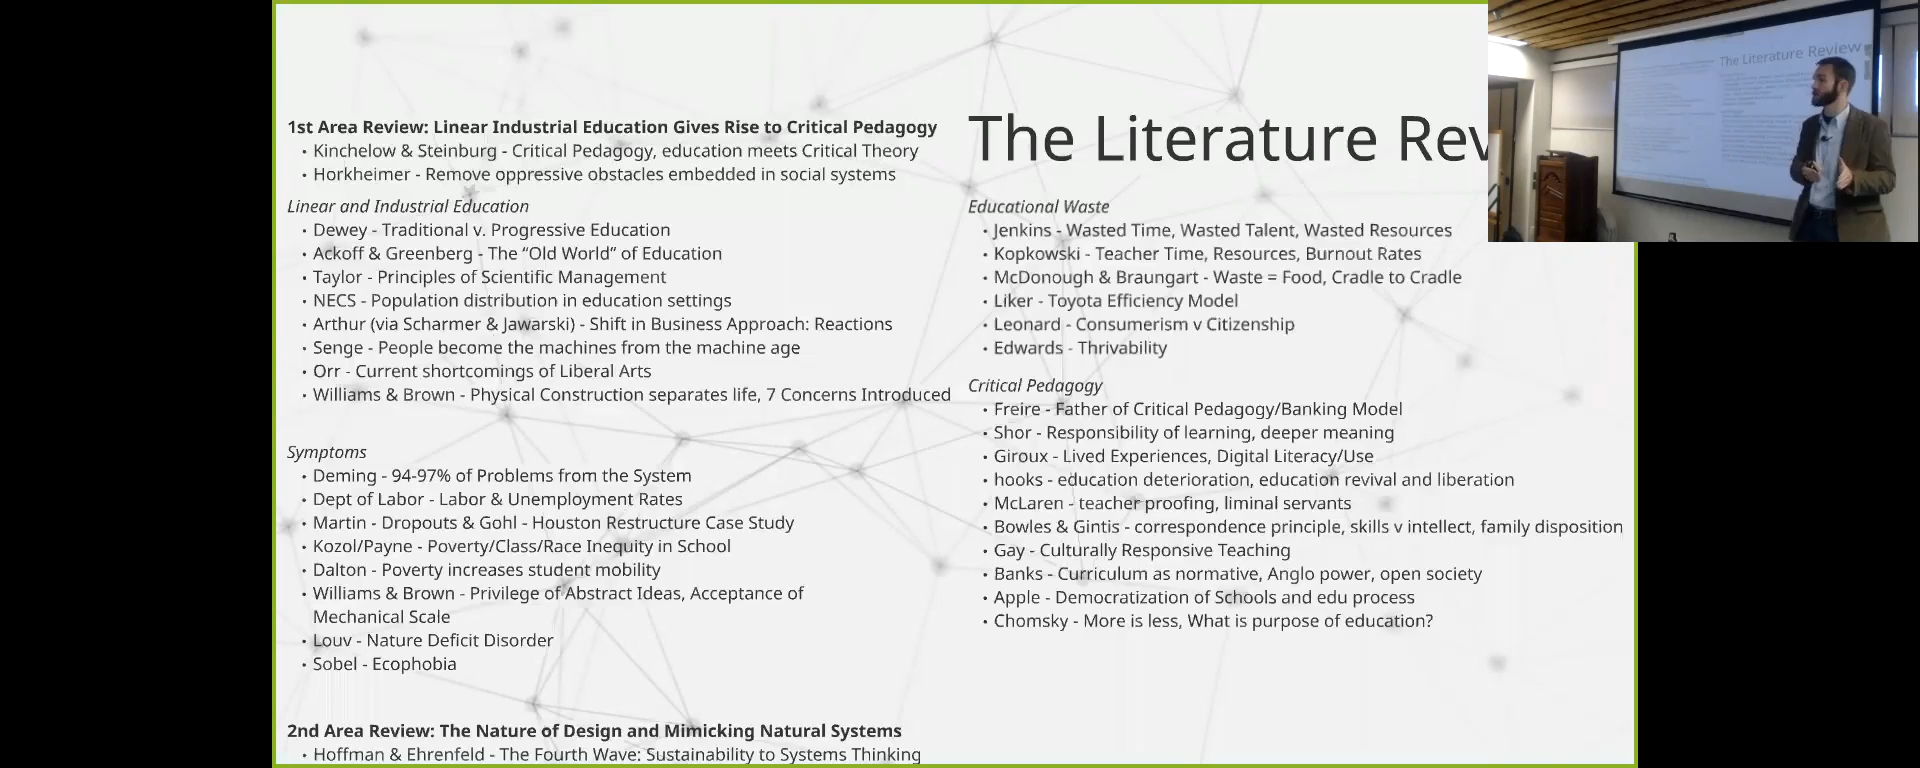 1st Area Review: Linear Industrial Education Gives Rise to Critical Pedagogy
• Kinchelow & Steinburg - Critical Pedagogy, education meets Critical Theory
• Horkheimer - Remove oppressive obstacles embedded in social systems
Linear and Industrial Education
• Dewey - Traditional v. Progressive Education
• Ackoff & Greenberg - The “Old World” of Education
• Taylor - Principles of Scientific Management
• NECS - Population distribution in education settings
• Arthur (via Scharmer & Jawarski) - Shift in Business Approach: Reactions
• Senge - People become the machines from the machine age
• Orr - Current shortcomings of Liberal Arts
• Williams & Brown - Physical Construction separates life, 7 Concerns Introduced
Symptoms
• Deming - 94-97% of Problems from the System
• Dept of Labor - Labor & Unemployment Rates
• Martin - Dropouts & Gohl - Houston Restructure Case Study
• Kozol/Payne - Poverty/Class/Race Inequity in School
• Dalton - Poverty increases student mobility
• Williams & Brown - Privilege of Abstract Ideas, Acceptance of
Mechanical Scale
• Louv - Nature Deficit Disorder
• Sobel - Ecophobia
2nd Area Review: The Nature of Design and Mimicking Natural Systems
• Hoffman & Ehrenfeld - The Fourth Wave: Sustainability to Systems Thinking
The Literature Rev
Educational Waste
• Jenkins - Wasted Time, Wasted Talent, Wasted Resources
• Kopkowski - Teacher Time, Resources, Burnout Rates
• McDonough & Braungart - Waste = Food, Cradle to Cradle
• Liker - Toyota Efficiency Model
• Leonard - Consumerism v Citizenship
• Edwards - Thrivability
Critical Pedagogy
• Freire - Father of Critical Pedagogy/Banking Model
• Shor - Responsibility of learning, deeper meaning
• Giroux - Lived Experiences, Digital Literacy/Use
• hooks - education deterioration, education revival and liberation
• McLaren - teacher proofing, liminal servants
• Bowles & Gintis - correspondence principle, skills v intellect, family disposition
• Gay - Culturally Responsive Teaching
• Banks - Curriculum as normative, Anglo power, open society
• Apple - Democratization of Schools and edu process
• Chomsky - More is less, What is purpose of education?
The Literature Review